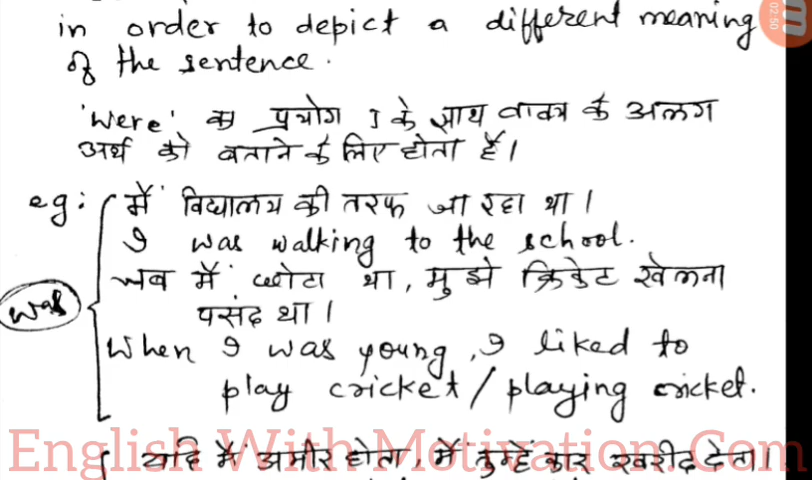 02:50
in order to depict a different meaning
of the sentence.
'Were' का प्रयोग I के साथ वाक्य के अलग
अर्थ को बताने के लिए होता है।
eg: मैं विद्यालय की तरफ जा रहा था।
I was walking to the school.
जब मैं छोटा था, मुझे क्रिकेट खेलना
was
पसंद था।
When I was young, I liked to
play cricket / playing cricket.
English With Motivation.Com
यदि मैं अमीर होता, मैं तुम्हें कार खरीद देता।